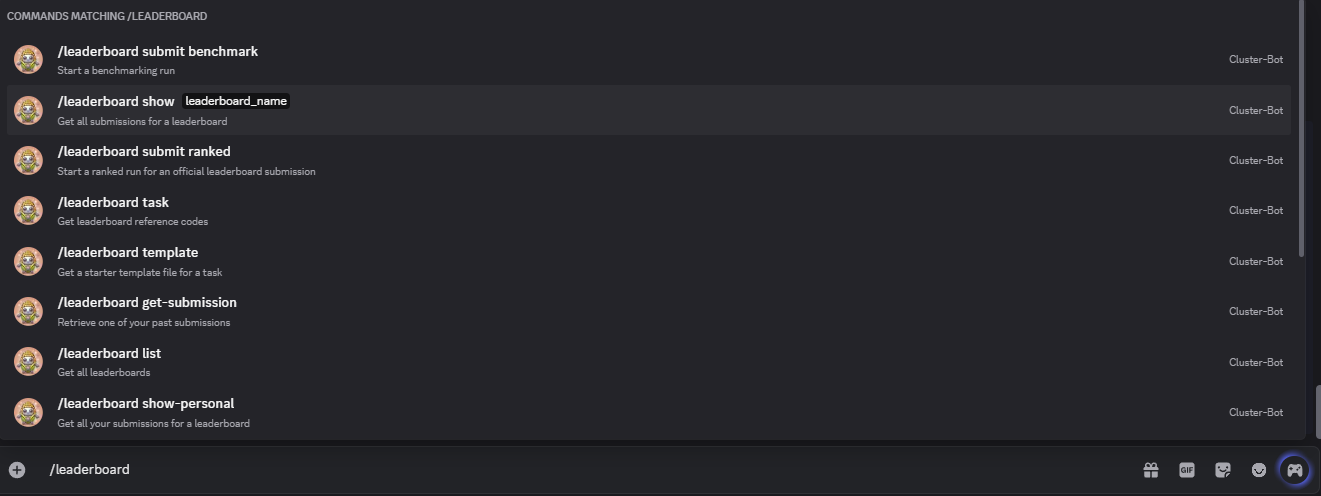 COMMANDS MATCHING /LEADERBOARD
/leaderboard submit benchmark
Start a benchmarking run
Cluster-Bot
/leaderboard show leaderboard_name
Get all submissions for a leaderboard
Cluster-Bot
/leaderboard submit ranked
Start a ranked run for an official leaderboard submission
Cluster-Bot
/leaderboard task
Get leaderboard reference codes
Cluster-Bot
/leaderboard template
Get a starter template file for a task
Cluster-Bot
/leaderboard get-submission
Retrieve one of your past submissions
Cluster-Bot
/leaderboard list
Get all leaderboards
Cluster-Bot
/leaderboard show-personal
Get all your submissions for a leaderboard
Cluster-Bot
/leaderboard
GIF